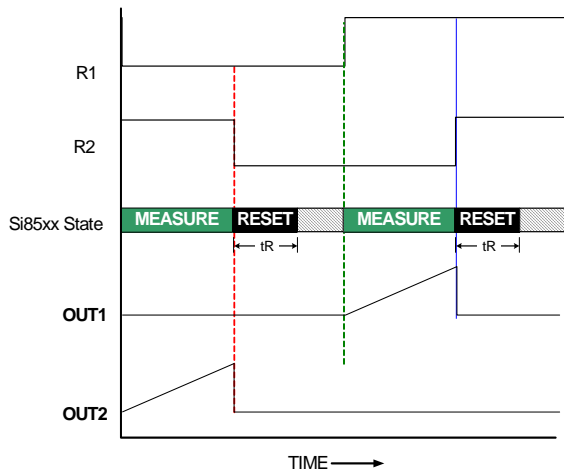 R1
R2
Si85xx State MEASURE RESET MEASURE RESET
tR tR
OUT1
OUT2
TIME